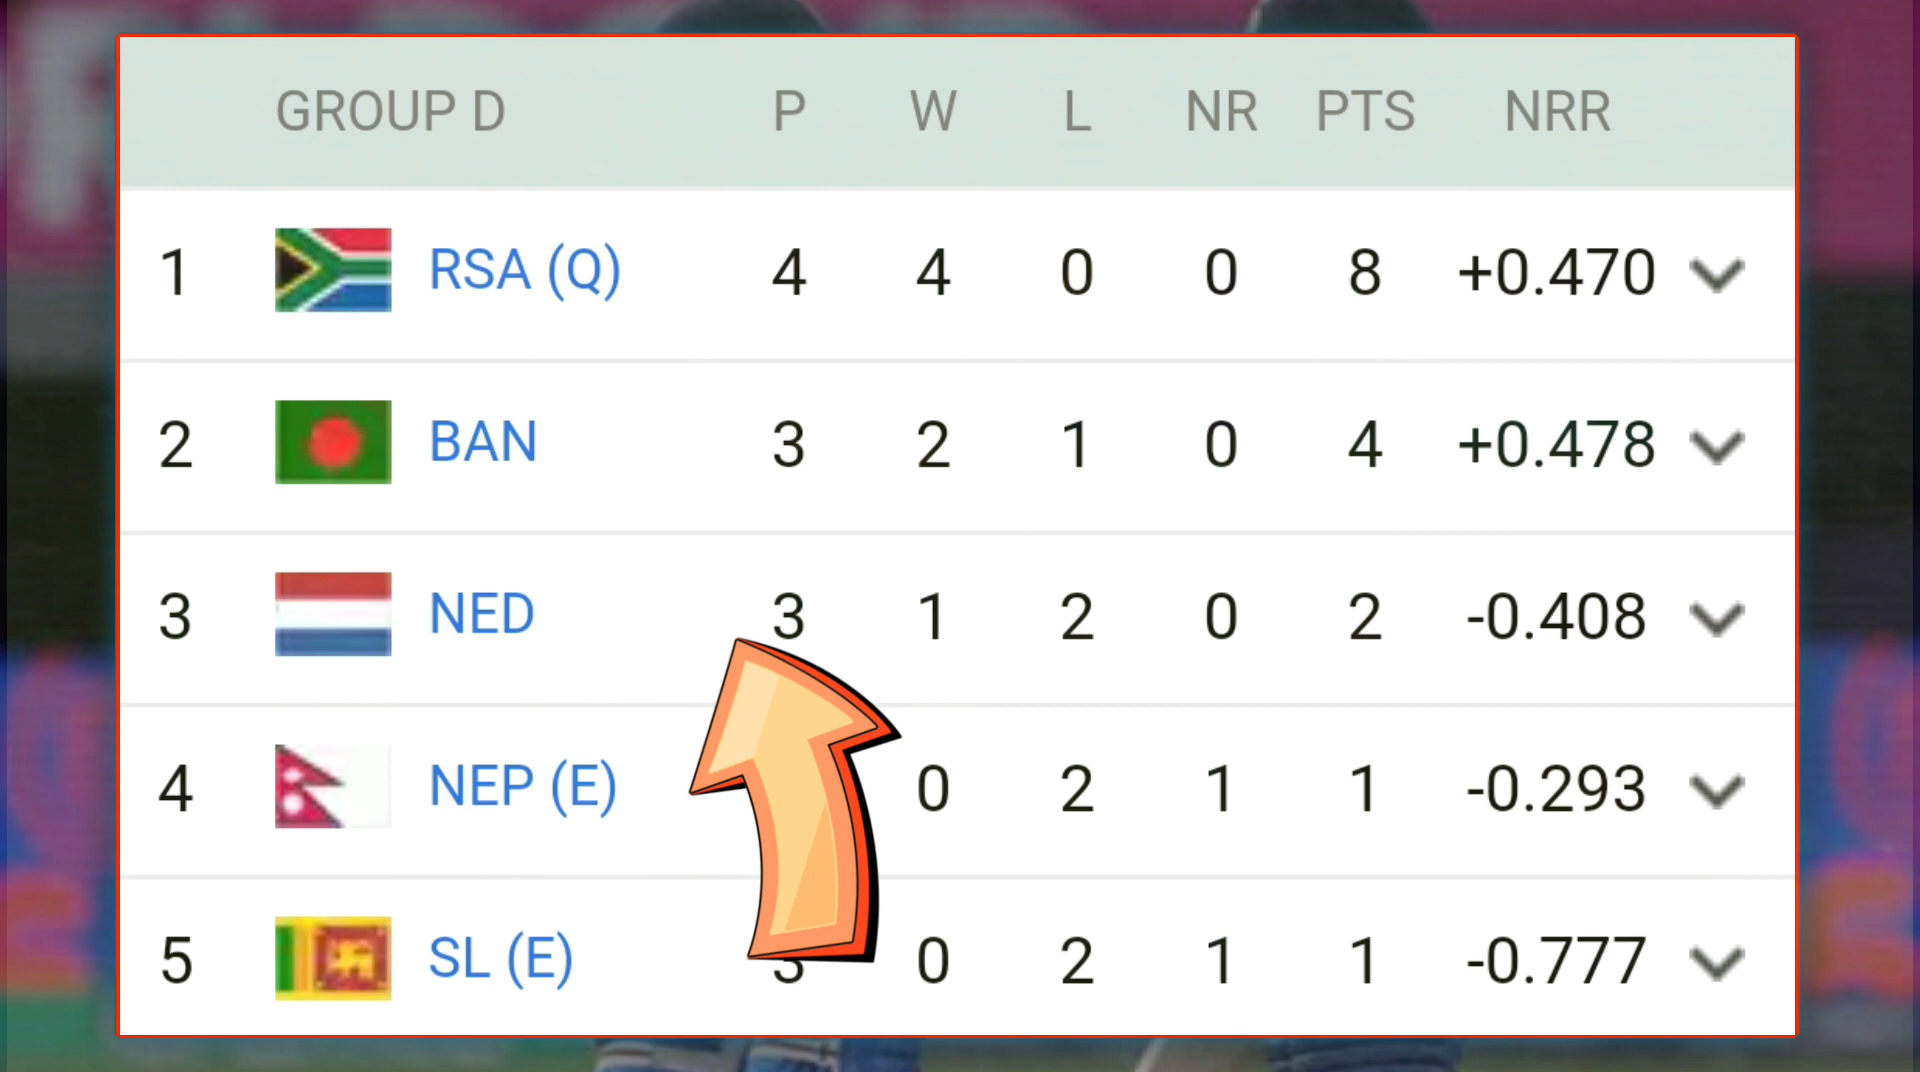 GROUP D P W L NR PTS NRR
1 RSA (Q) 4 4 0 0 8 +0.470
2 BAN 3 2 1 0 4 +0.478
3 NED 3 1 2 0 2 -0.408
4 NEP (E) 0 2 1 1 -0.293
5 SL (E) 3 0 2 1 1 -0.777